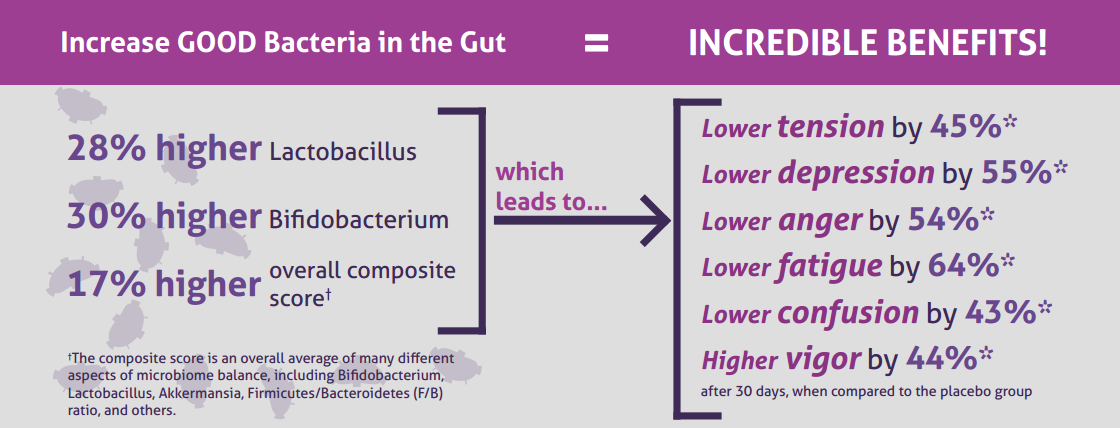 Increase GOOD Bacteria in the Gut = INCREDIBLE BENEFITS!
28% higher Lactobacillus
30% higher Bifidobacterium
17% higher overall composite
score†
†The composite score is an overall average of many different
aspects of microbiome balance, including Bifidobacterium,
Lactobacillus, Akkermansia, Firmicutes/Bacteroidetes (F/B)
ratio, and others.
which
leads to...
Lower tension by 45%*
Lower depression by 55%*
Lower anger by 54%*
Lower fatigue by 64%*
Lower confusion by 43%*
Higher vigor by 44%*
after 30 days, when compared to the placebo group